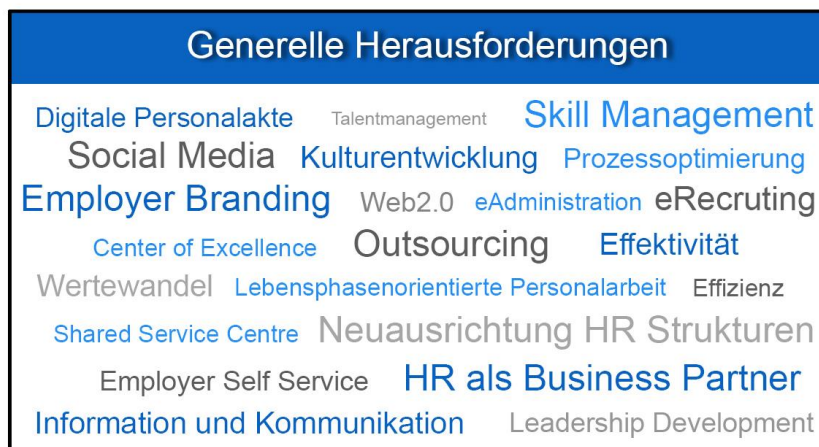 Generelle Herausforderungen
Digitale Personalakte Talentmanagement Skill Management
Social Media Kulturentwicklung Prozessoptimierung
Employer Branding Web2.0 eAdministration eRecruting
Center of Excellence Outsourcing Effektivität
Wertewandel Lebensphasenorientierte Personalarbeit Effizienz
Shared Service Centre Neuausrichtung HR Strukturen
Employer Self Service HR als Business Partner
Information und Kommunikation Leadership Development